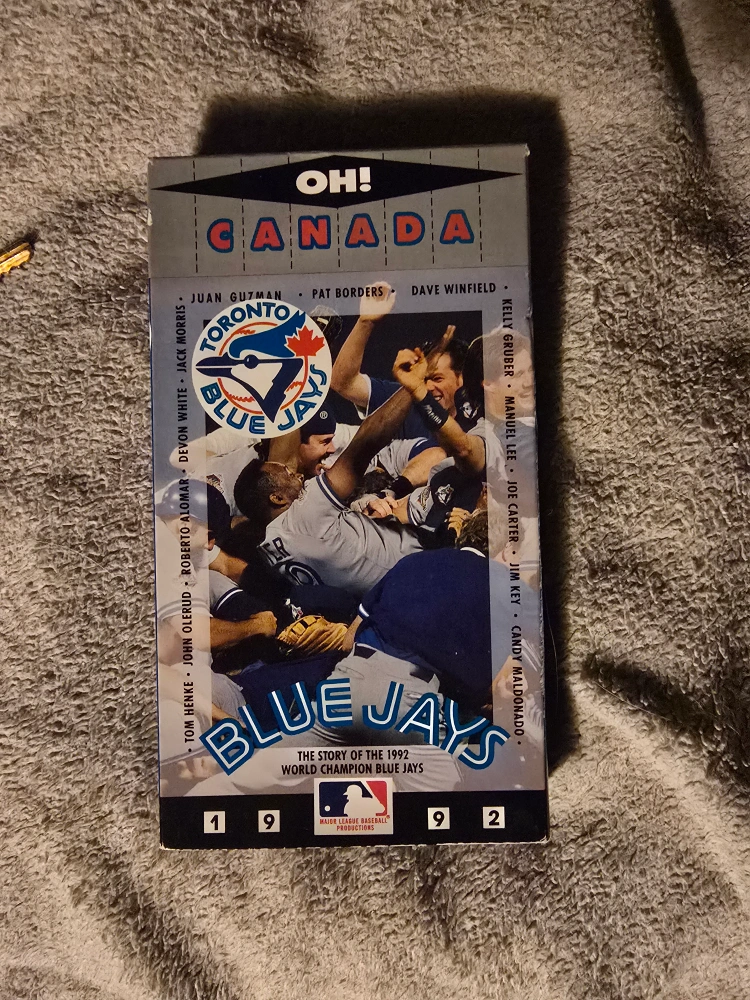 OH!
CANADA
• JUAN GUZMAN • PAT BORDERS • DAVE WINFIELD •
KELLY GRUBER • MANUEL LEE • JOE CARTER • JIM KEY • CANDY MALDONADO •
• TOM HENKE • JOHN OLERUD • ROBERTO ALOMAR • DEVON WHITE • JACK MORRIS
TORONTO
BLUE JAYS
®
BLUE JAYS
THE STORY OF THE 1992
WORLD CHAMPION BLUE JAYS
MAJOR LEAGUE BASEBALL®
PRODUCTIONS
1 9 9 2